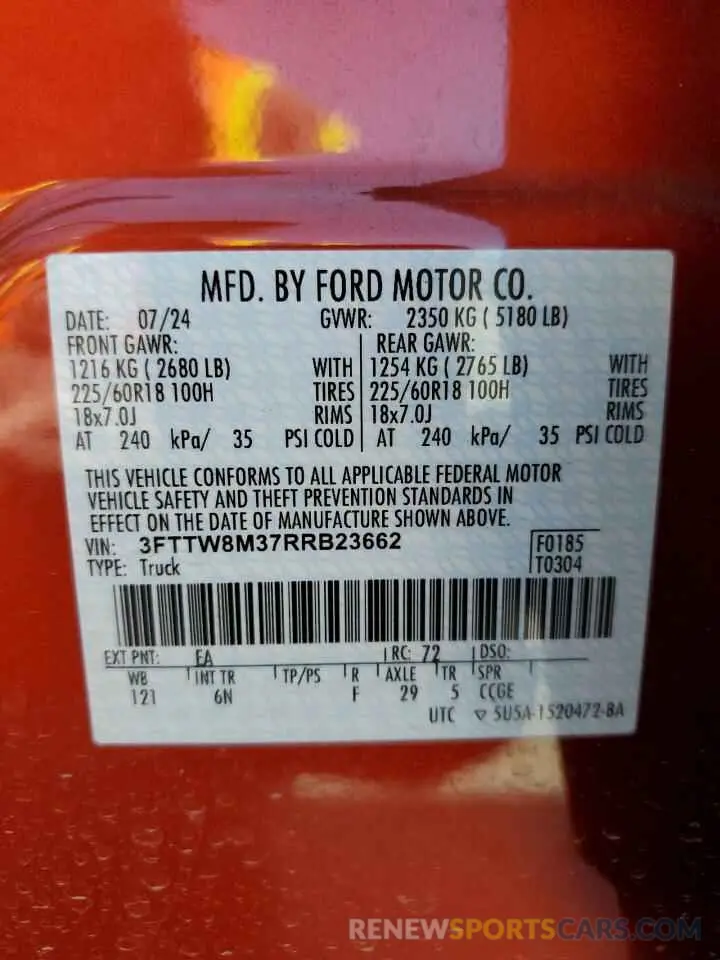 MFD. BY FORD MOTOR CO.
DATE: 07/24 GVWR: 2350 KG ( 5180 LB)
FRONT GAWR: REAR GAWR:
1216 KG ( 2680 LB) WITH 1254 KG ( 2765 LB) WITH
225/60R18 100H TIRES 225/60R18 100H TIRES
18x7.0J RIMS 18x7.0J RIMS
AT 240 kPa/ 35 PSI COLD AT 240 kPa/ 35 PSI COLD
THIS VEHICLE CONFORMS TO ALL APPLICABLE FEDERAL MOTOR
VEHICLE SAFETY AND THEFT PREVENTION STANDARDS IN
EFFECT ON THE DATE OF MANUFACTURE SHOWN ABOVE.
VIN: 3FTTW8M37RRB23662 F0185
TYPE: Truck T0304
EXT PNT: EA RC: 72 DSO:
WB INT TR TP/PS R AXLE TR SPR
121 6N F 29 5 CCGE
UTC ▽ 5U5A-1520472-BA
RENEWSPORTSCARS.COM